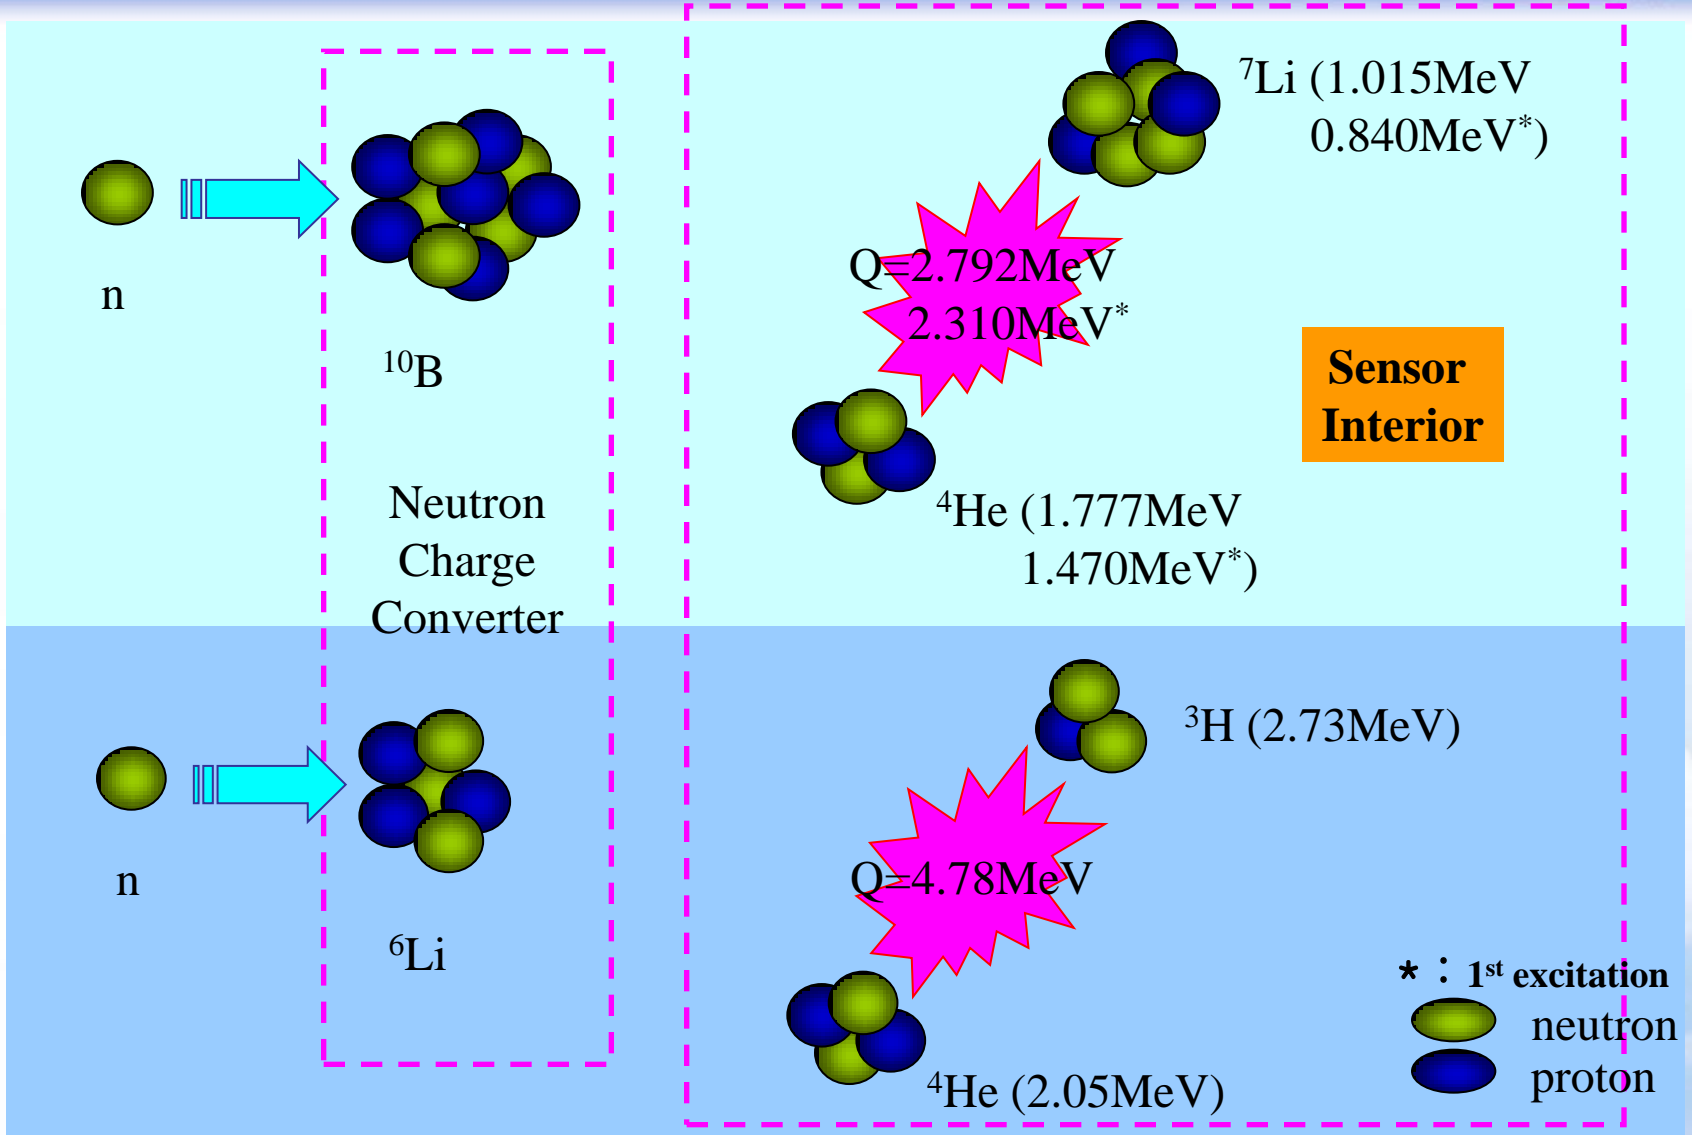 ⁷Li (1.015MeV
0.840MeV*)
n
Q=2.792MeV
2.310MeV*
¹⁰B
Sensor
Interior
⁴He (1.777MeV
1.470MeV*)
Neutron
Charge
Converter
³H (2.73MeV)
n
Q=4.78MeV
⁶Li
⁴He (2.05MeV)
* : 1ˢᵗ excitation
neutron
proton